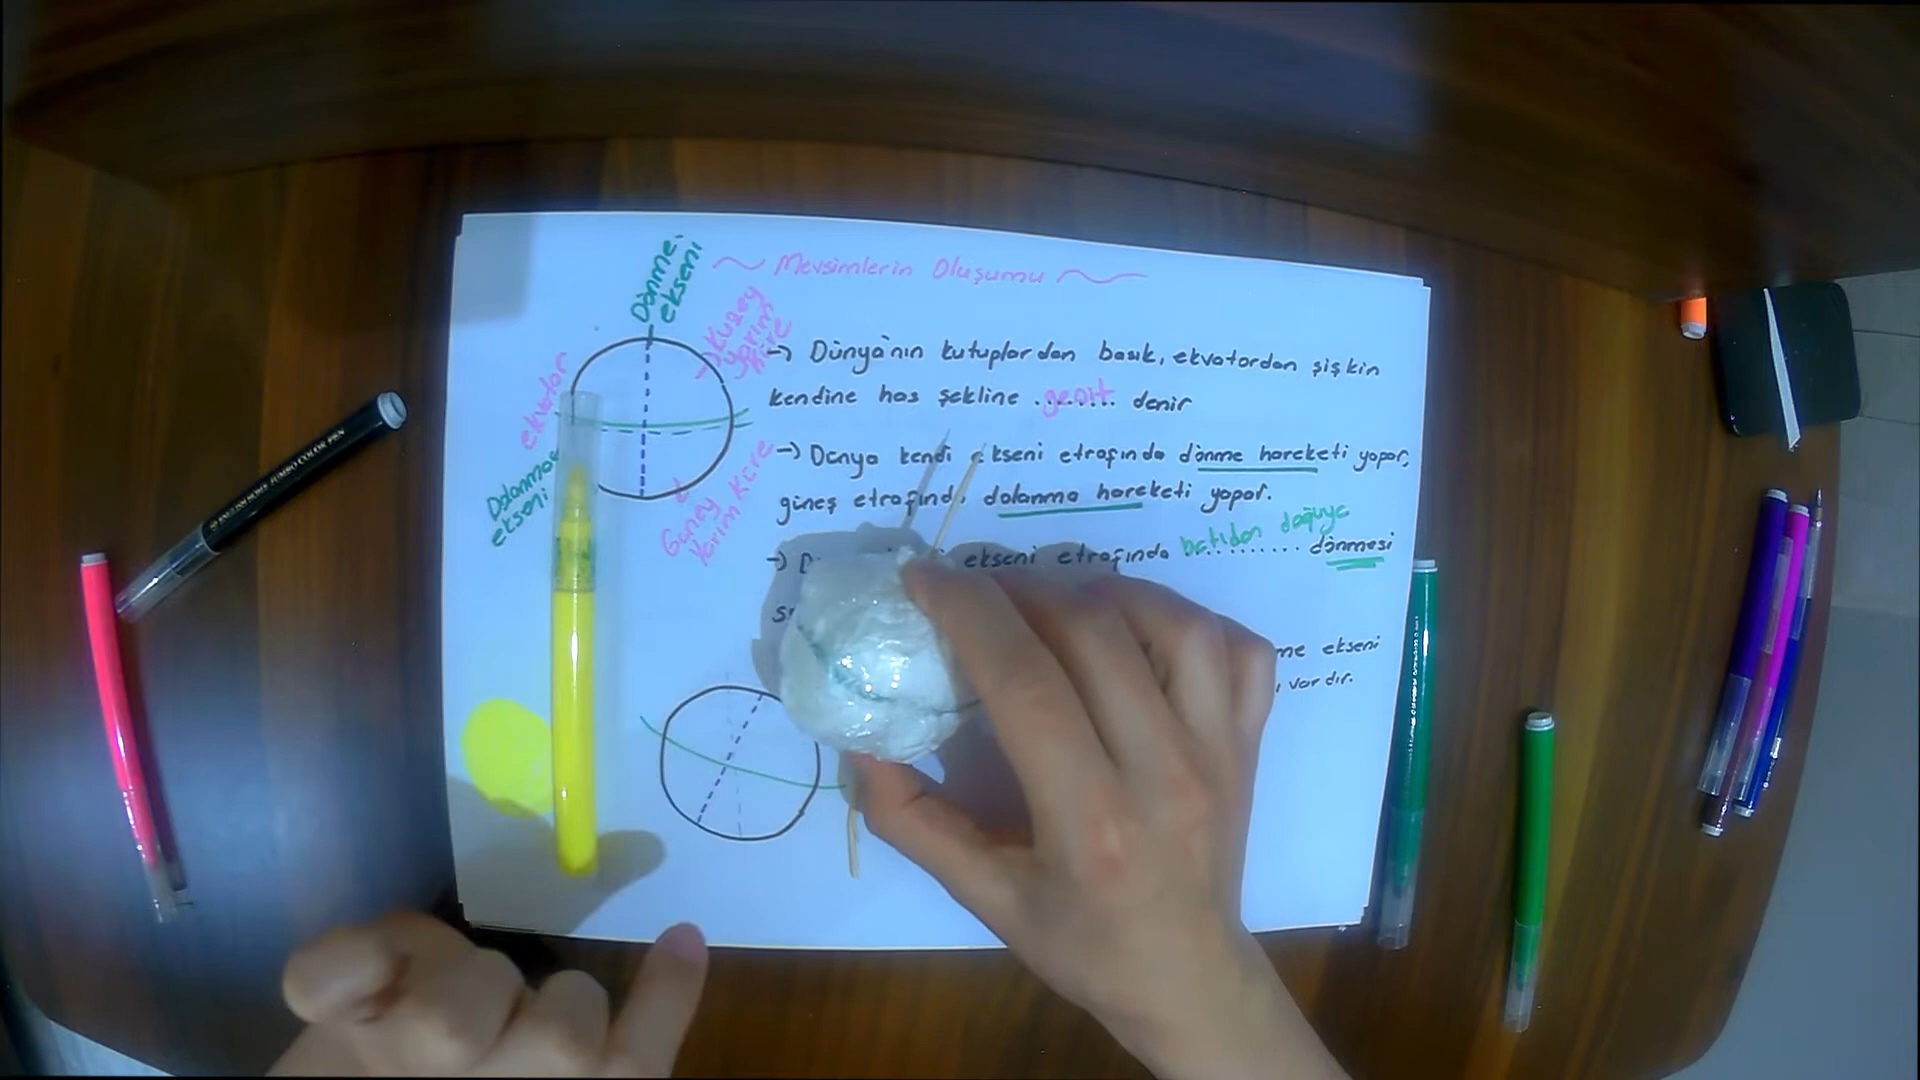 Mevsimlerin Oluşumu
Dönme
ekseni
Kuzey
yarım
küre
ekvator
Dolanma
ekseni
Güney
Yarım Küre
→ Dünya'nın kutuplardan basık, ekvatordan şişkin
kendine has şekline ........ denir
geoit
→ Dünya kendi ekseni etrafında dönme hareketi yapar,
güneş etrafında dolanma hareketi yapar.
→ D ekseni etrafında batıdan doğuya dönmesi
me ekseni
vardır.